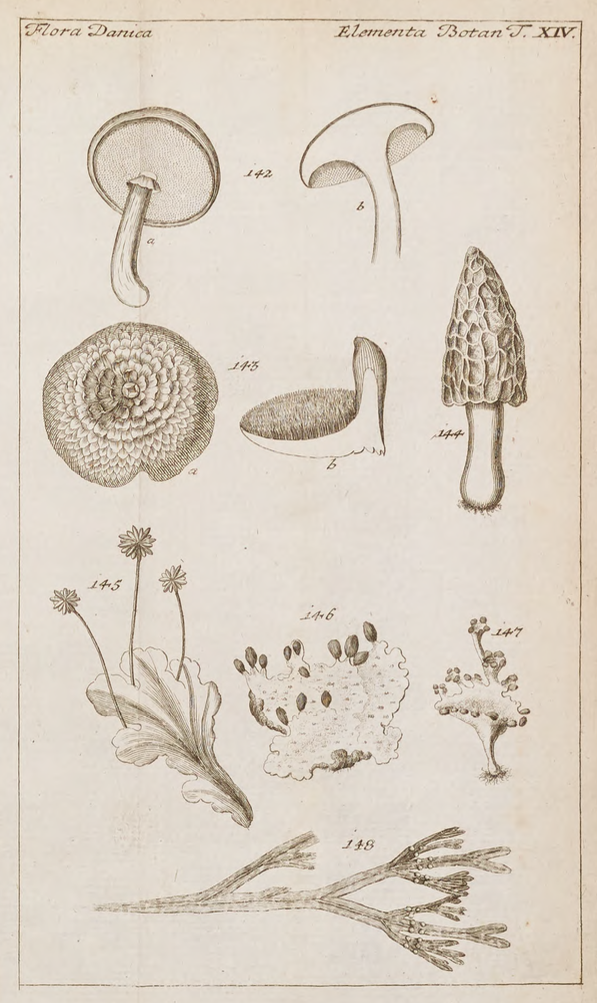 Flora Danica
Elementa Botan T. XIV.
142
a
b
143
a
b
144
145
146
147
148